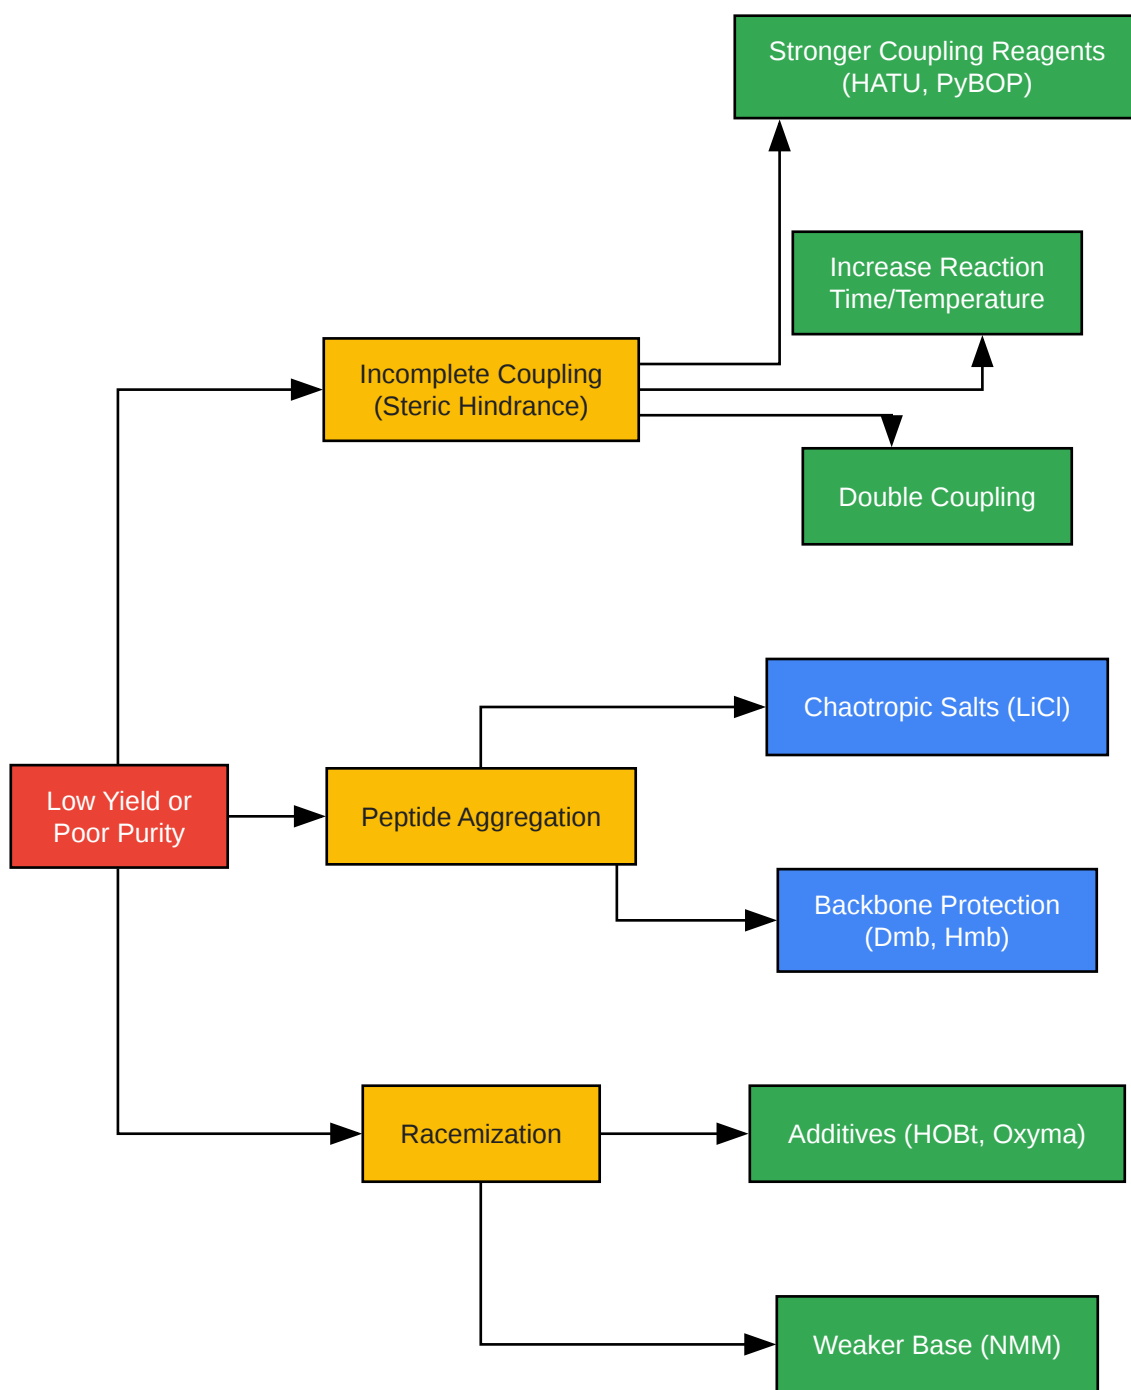 Stronger Coupling Reagents
(HATU, PyBOP)
Increase Reaction
Time/Temperature
Incomplete Coupling
(Steric Hindrance)
Double Coupling
Chaotropic Salts (LiCl)
Low Yield or
Poor Purity
Peptide Aggregation
Backbone Protection
(Dmb, Hmb)
Racemization
Additives (HOBt, Oxyma)
Weaker Base (NMM)